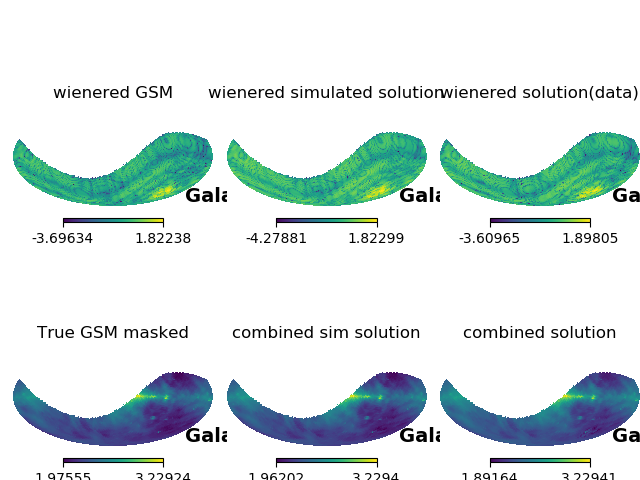 wienered GSM
wienered simulated solution
wienered solution(data)
Gala
Gala
Ga
-3.69634 1.82238
-4.27881 1.82299
-3.60965 1.89805
True GSM masked
combined sim solution
combined solution
Gala
Gala
Ga
1.97555 3.22924
1.96202 3.2294
1.89164 3.22941